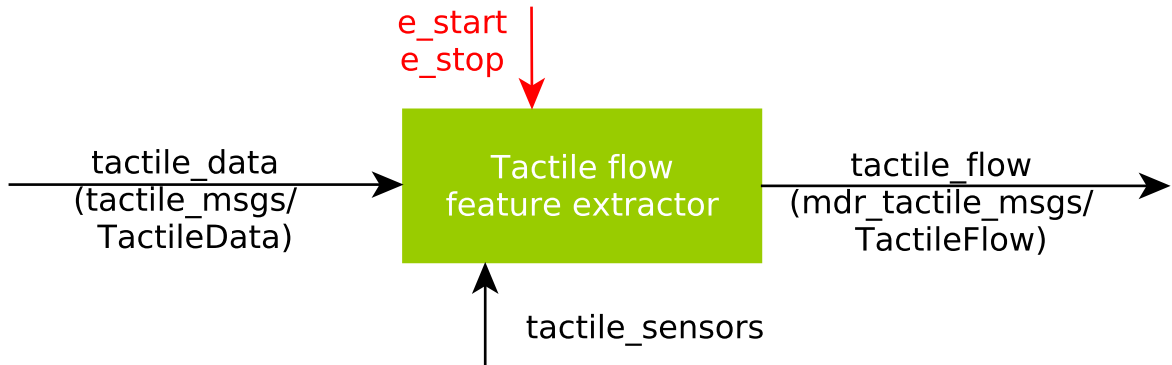 e_start
e_stop
tactile_data
(tactile_msgs/
TactileData)
Tactile flow
feature extractor
tactile_flow
(mdr_tactile_msgs/
TactileFlow)
tactile_sensors